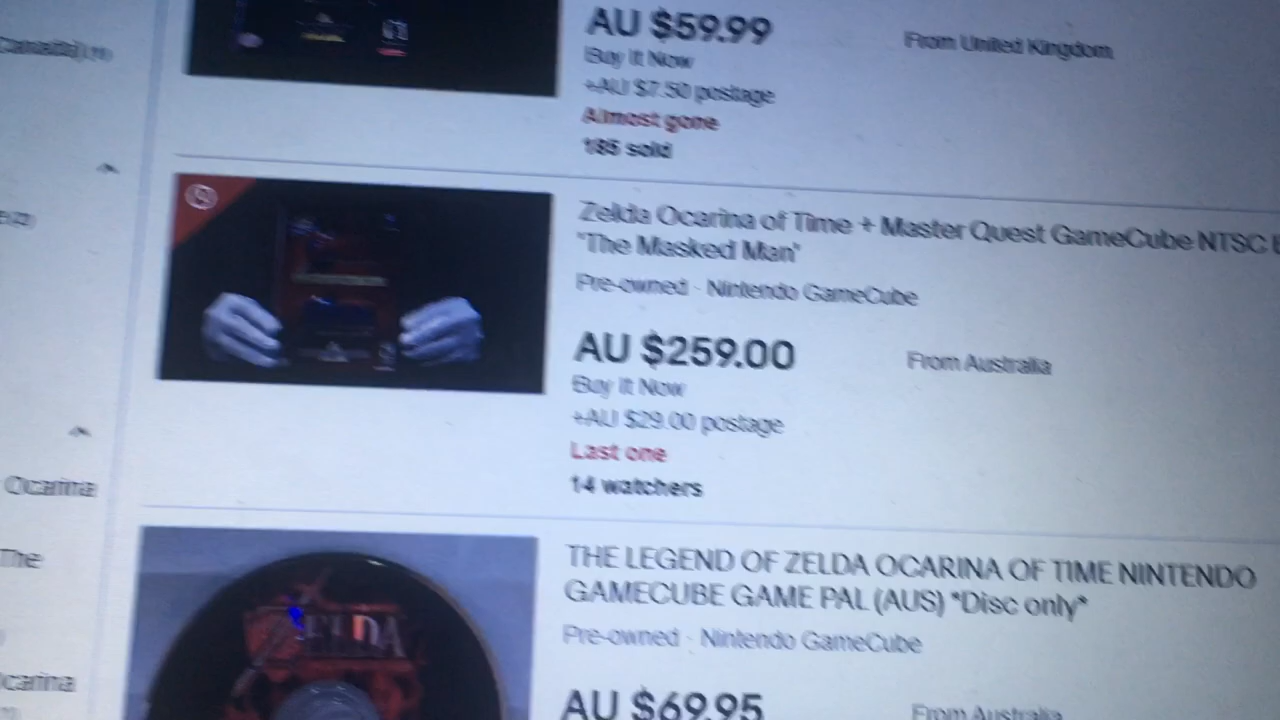 AU $59.99
From United Kingdom
Buy It Now
+AU $7.50 postage
Almost gone
185 sold
Zelda Ocarina of Time + Master Quest GameCube NTSC
"The Masked Man"
Pre-owned · Nintendo GameCube
AU $259.00
From Australia
Buy It Now
+AU $29.00 postage
Last one
14 watchers
Ocarina
The
THE LEGEND OF ZELDA OCARINA OF TIME NINTENDO
GAMECUBE GAME PAL (AUS) *Disc only*
Pre-owned · Nintendo GameCube
ZELDA
AU $69.95
From Australia